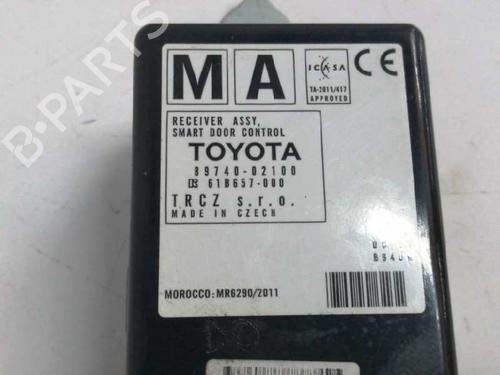 M A
ICASA
TA-2011/417
APPROVED
CE
RECEIVER ASSY,
SMART DOOR CONTROL
TOYOTA
89740-02100
61B657-000
TRCZ s.r.o.
MADE IN CZECH
MOROCCO:MR6290/2011
B-PARTS